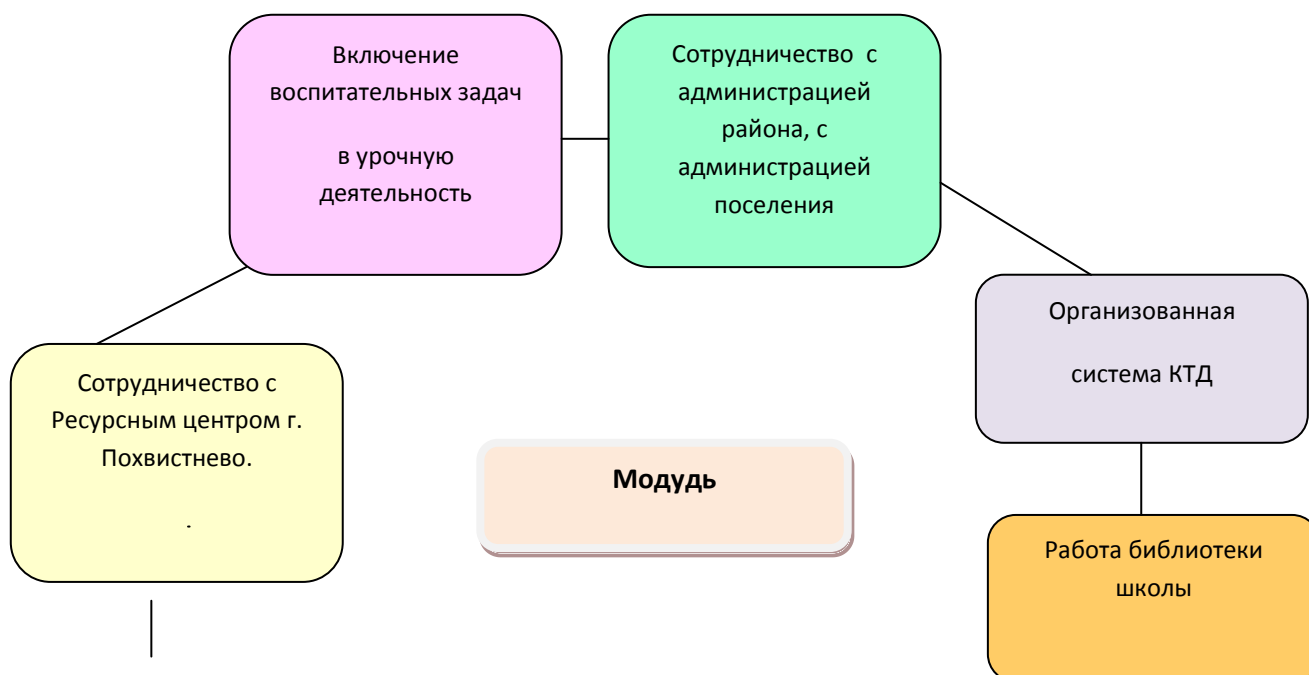 Включение
воспитательных задач
в урочную
деятельность
Сотрудничество с
администрацией
района, с
администрацией
поселения
Организованная
система КТД
Сотрудничество с
Ресурсным центром г.
Похвистнево.
.
Модудь
Работа библиотеки
школы